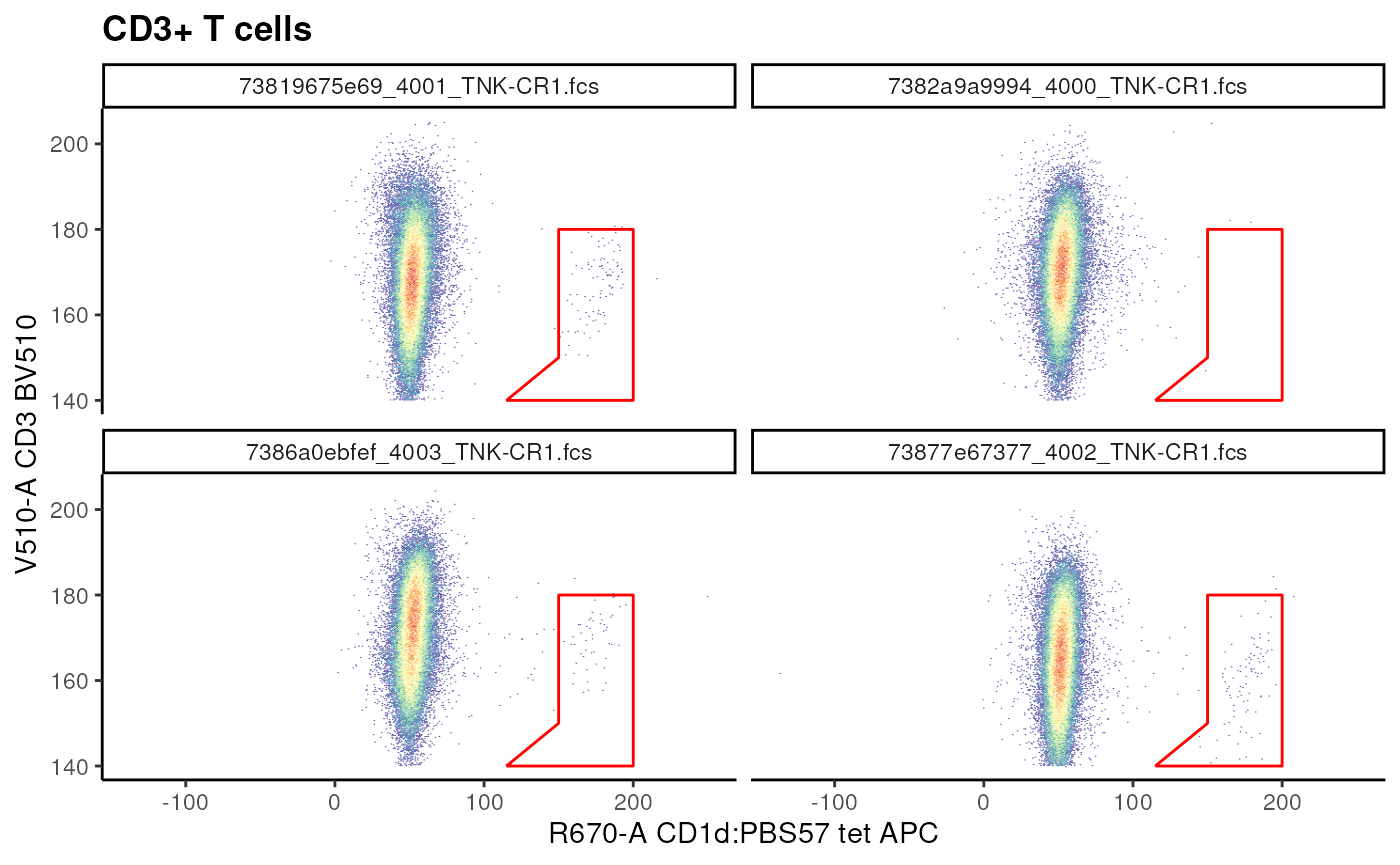 CD3+ T cells
73819675e69_4001_TNK-CR1.fcs
7382a9a9994_4000_TNK-CR1.fcs
200
180
160
140
7386a0ebfef_4003_TNK-CR1.fcs
73877e67377_4002_TNK-CR1.fcs
200
180
160
140
V510-A CD3 BV510
-100
0
100
200
-100
0
100
200
R670-A CD1d:PBS57 tet APC